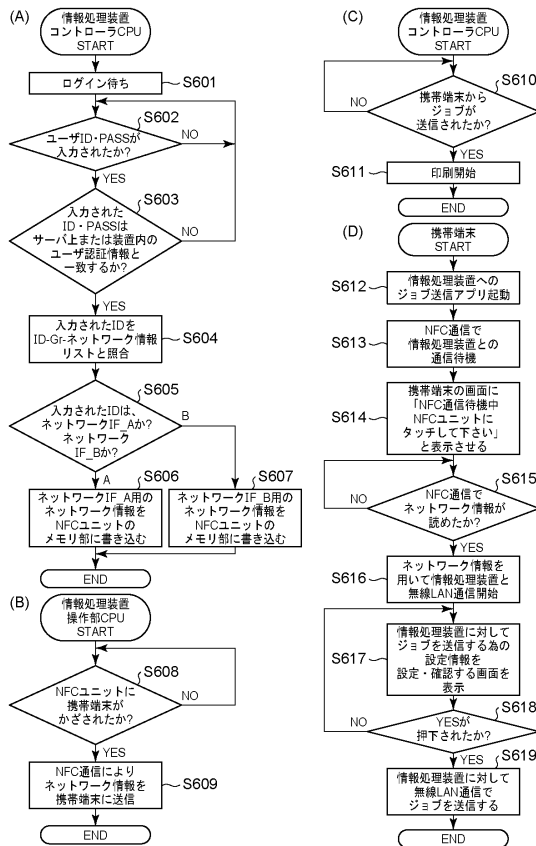 (A)
情報処理装置
コントローラCPU
START
ログイン待ち
S601
S602
ユーザID・PASSが
入力されたか?
NO
YES
S603
入力された
ID・PASSは
サーバ上または装置内の
ユーザ認証情報と
一致するか?
NO
YES
入力されたIDを
ID-Gr-ネットワーク情報
リストと照合
S604
S605
入力されたIDは、
ネットワークIF_Aか?
ネットワーク
IF_Bか?
B
A
S606
S607
ネットワークIF_A用の
ネットワーク情報を
NFCユニットの
メモリ部に書き込む
ネットワークIF_B用の
ネットワーク情報を
NFCユニットの
メモリ部に書き込む
END
(B)
情報処理装置
操作部CPU
START
S608
NFCユニットに
携帯端末が
かざされたか?
NO
YES
NFC通信により
ネットワーク情報を
携帯端末に送信
S609
END
(C)
情報処理装置
コントローラCPU
START
S610
携帯端末から
ジョブが
送信されたか?
NO
YES
S611
印刷開始
END
(D)
携帯端末
START
S612
情報処理装置への
ジョブ送信アプリ起動
S613
NFC通信で
情報処理装置との
通信待機
S614
携帯端末の画面に
「NFC通信待機中
NFCユニットに
タッチして下さい」
と表示させる
S615
NFC通信で
ネットワーク情報が
読めたか?
NO
YES
S616
ネットワーク情報を
用いて情報処理装置と
無線LAN通信開始
S617
情報処理装置に対して
ジョブを送信する為の
設定情報を
設定・確認する画面を
表示
S618
YESが
押下されたか?
NO
YES
S619
情報処理装置に対して
無線LAN通信で
ジョブを送信する
END